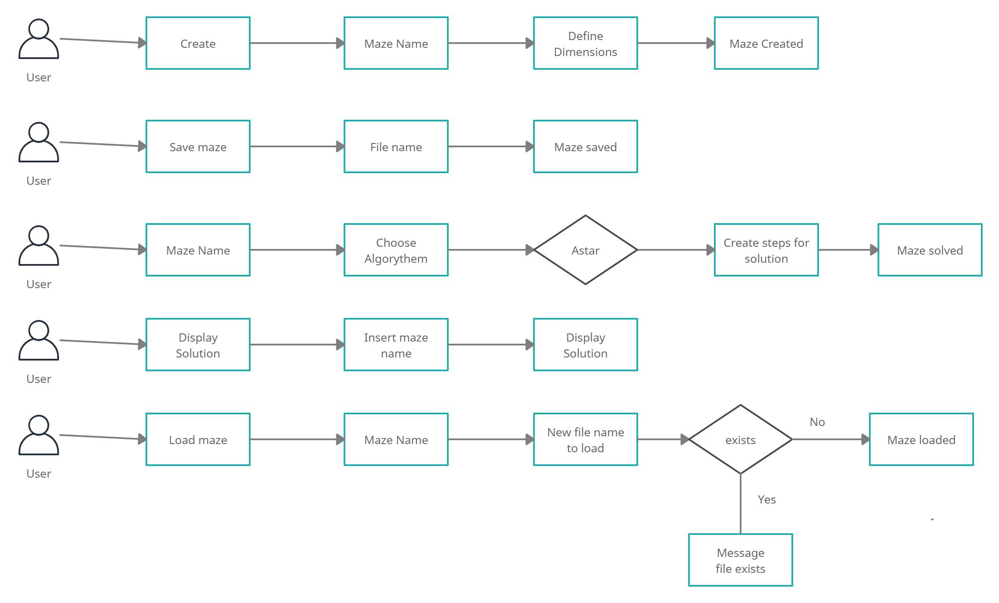 Create
Maze Name
Define
Dimensions
Maze Created
User
Save maze
File name
Maze saved
User
Maze Name
Choose
Algorythem
Astar
Create steps for
solution
Maze solved
User
Display
Solution
Insert maze
name
Display
Solution
User
Load maze
Maze Name
New file name
to load
exists
No
Maze loaded
User
Yes
Message
file exists